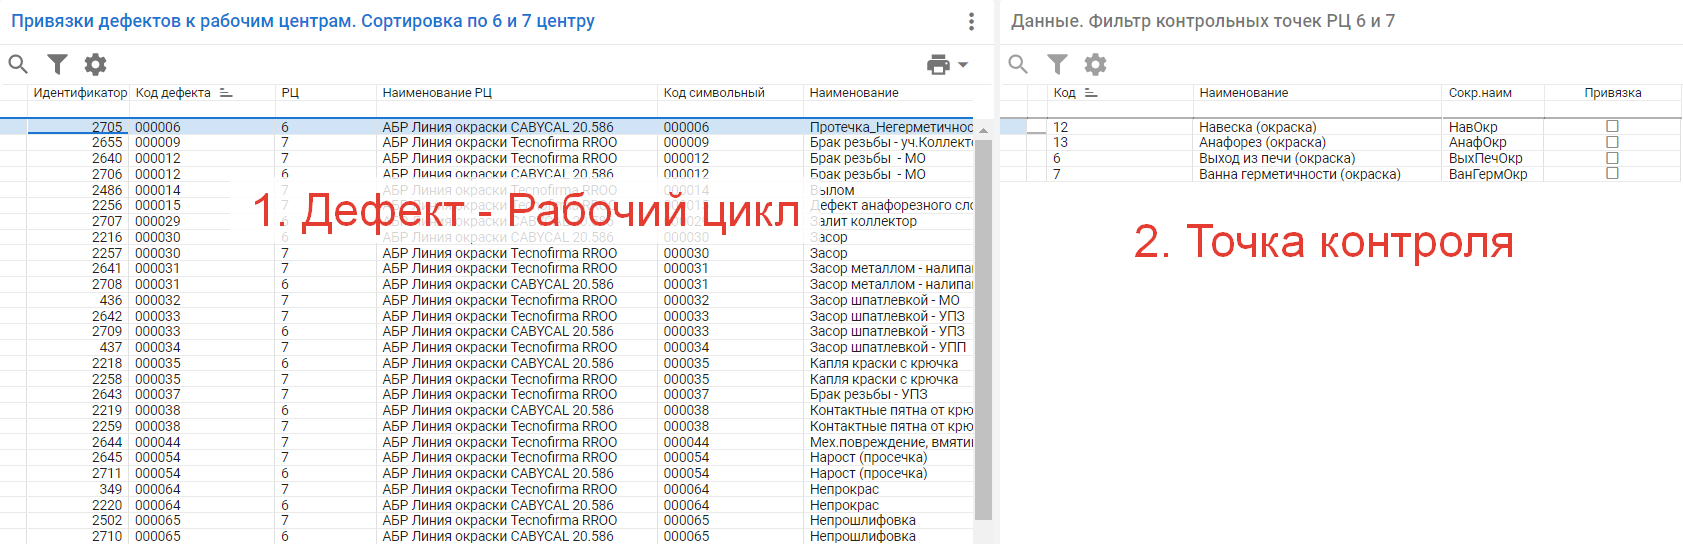 Привязки дефектов к рабочим центрам. Сортировка по 6 и 7 центру
Идентификатор Код дефекта РЦ Наименование РЦ Код символьный Наименование
2705 000006 6 АБР Линия окраски CABYCAL 20.586 000006 Протечка_Негерметичнос
2655 000009 7 АБР Линия окраски Tecnofirma RROO 000009 Брак резьбы - уч.Коллекто
2640 000012 7 АБР Линия окраски Tecnofirma RROO 000012 Брак резьбы - МО
2706 000012 6 АБР Линия окраски CABYCAL 20.586 000012 Брак резьбы - МО
2486 000014 7 АБР Линия окраски Tecnofirma RROO 000014 Вылом
2256 000015 Дефект анафорезного сло
2707 000029 Залит коллектор
2216 000030 6 АБР Линия окраски CABYCAL 20.586 000030 Засор
2257 000030 7 АБР Линия окраски Tecnofirma RROO 000030 Засор
2641 000031 7 АБР Линия окраски Tecnofirma RROO 000031 Засор металлом - налипа
2708 000031 6 АБР Линия окраски CABYCAL 20.586 000031 Засор металлом - налипа
436 000032 7 АБР Линия окраски Tecnofirma RROO 000032 Засор шпатлевкой - МО
2642 000033 7 АБР Линия окраски Tecnofirma RROO 000033 Засор шпатлевкой - УПЗ
2709 000033 6 АБР Линия окраски CABYCAL 20.586 000033 Засор шпатлевкой - УПЗ
437 000034 7 АБР Линия окраски Tecnofirma RROO 000034 Засор шпатлевкой - УПП
2218 000035 6 АБР Линия окраски CABYCAL 20.586 000035 Капля краски с крючка
2258 000035 7 АБР Линия окраски Tecnofirma RROO 000035 Капля краски с крючка
2643 000037 7 АБР Линия окраски Tecnofirma RROO 000037 Брак резьбы - УПЗ
2219 000038 6 АБР Линия окраски CABYCAL 20.586 000038 Контактные пятна от крю
2259 000038 7 АБР Линия окраски Tecnofirma RROO 000038 Контактные пятна от крю
2644 000044 7 АБР Линия окраски Tecnofirma RROO 000044 Мех.повреждение, вмяти
2645 000054 7 АБР Линия окраски Tecnofirma RROO 000054 Нарост (просечка)
2711 000054 6 АБР Линия окраски CABYCAL 20.586 000054 Нарост (просечка)
349 000064 7 АБР Линия окраски Tecnofirma RROO 000064 Непрокрас
2220 000064 6 АБР Линия окраски CABYCAL 20.586 000064 Непрокрас
2502 000065 7 АБР Линия окраски Tecnofirma RROO 000065 Непрошлифовка
2710 000065 6 АБР Линия окраски CABYCAL 20.586 000065 Непрошлифовка
1. Дефект - Рабочий цикл
Данные. Фильтр контрольных точек РЦ 6 и 7
Код Наименование Сокр.наим Привязка
12 Навеска (окраска) НавОкр
13 Анафорез (окраска) АнафОкр
6 Выход из печи (окраска) ВыхПечОкр
7 Ванна герметичности (окраска) ВанГермОкр
2. Точка контроля